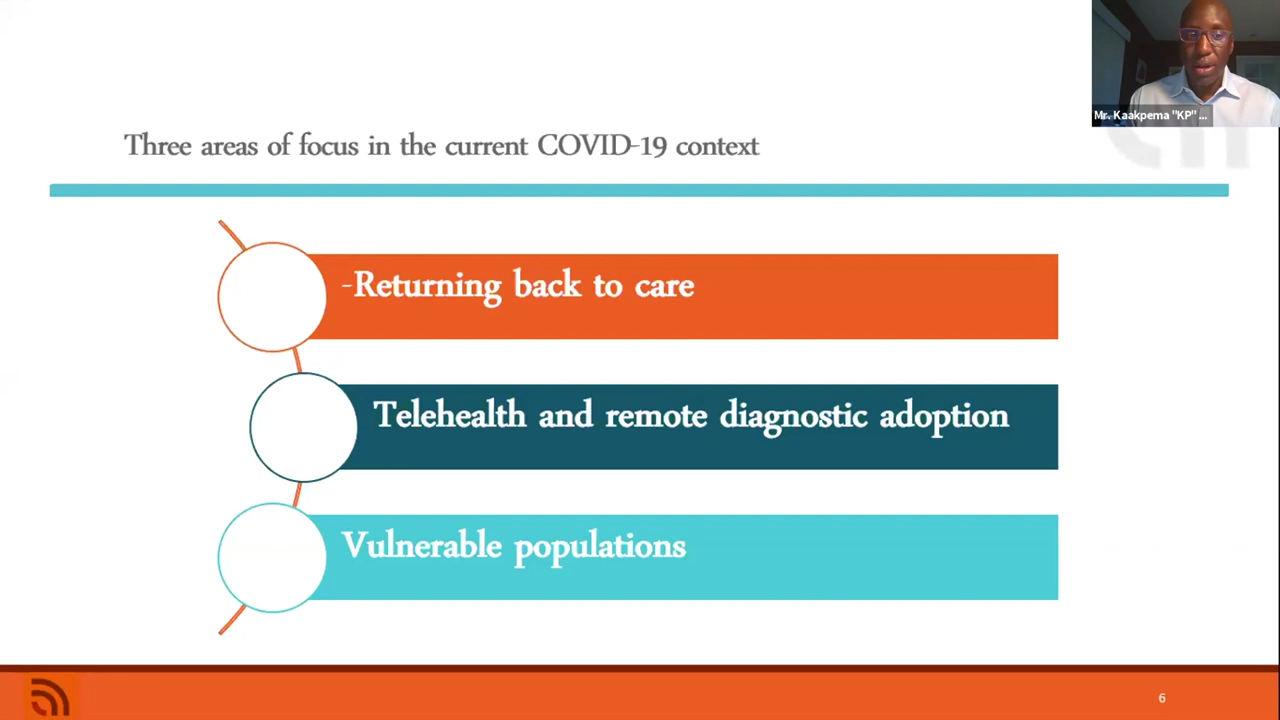 Mr. Kaakpema "KP" ...
Three areas of focus in the current COVID-19 context
-Returning back to care
Telehealth and remote diagnostic adoption
Vulnerable populations
6